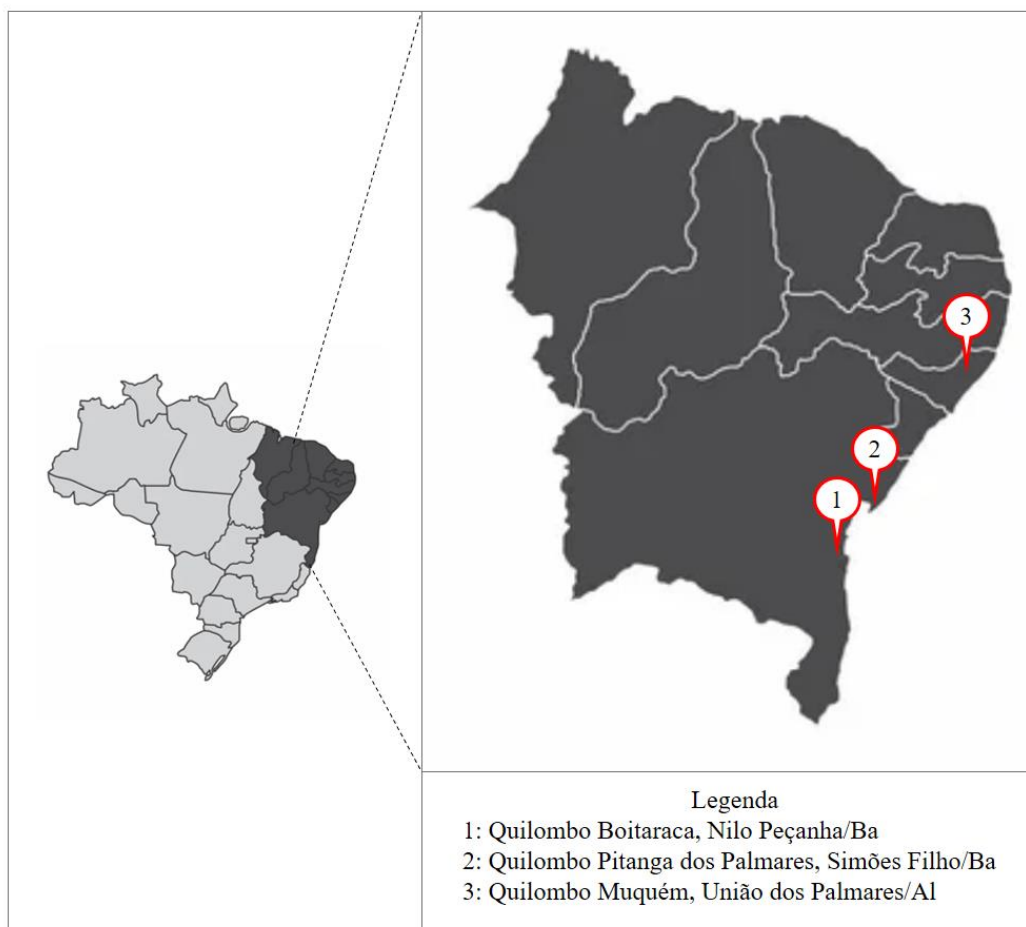 3
2
1
Legenda
1: Quilombo Boitaraca, Nilo Peçanha/Ba
2: Quilombo Pitanga dos Palmares, Simões Filho/Ba
3: Quilombo Muquém, União dos Palmares/Al